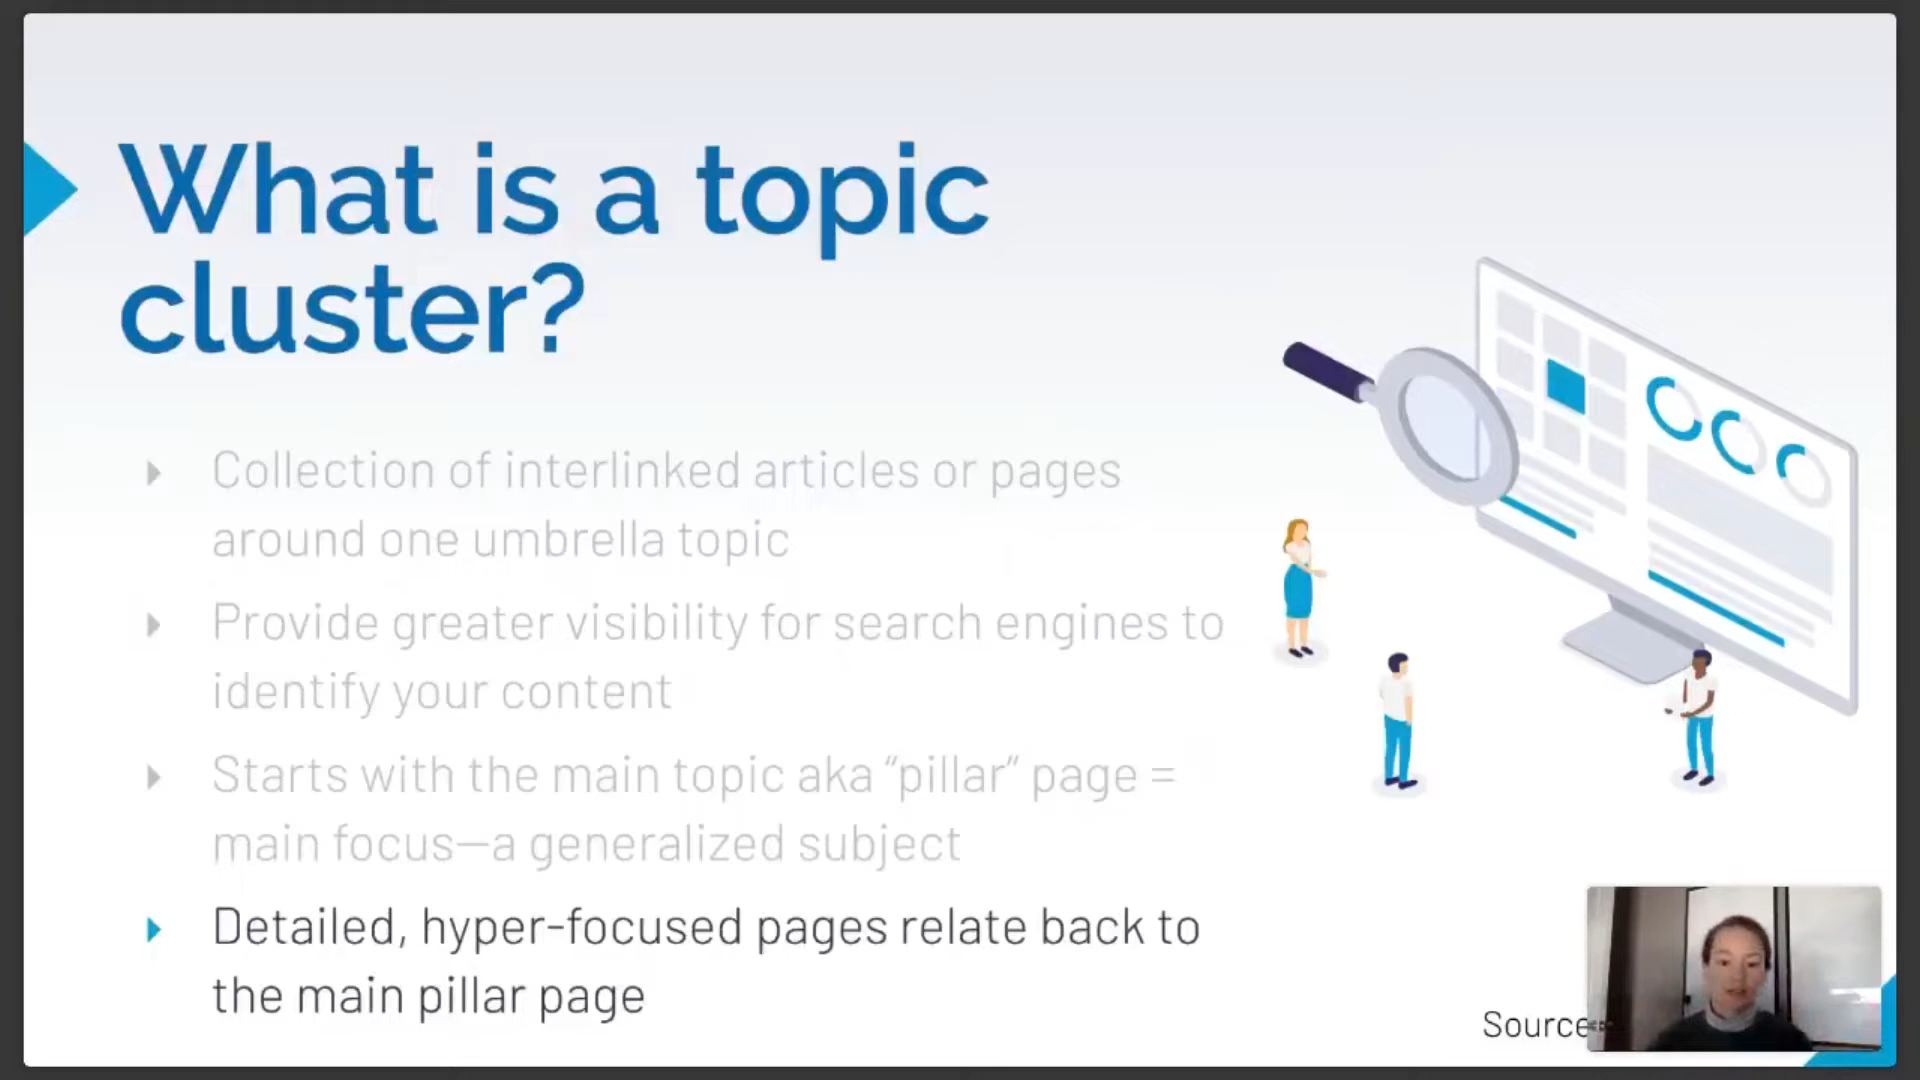 What is a topic
cluster?
Collection of interlinked articles or pages
around one umbrella topic
Provide greater visibility for search engines to
identify your content
Starts with the main topic aka “pillar” page =
main focus—a generalized subject
Detailed, hyper-focused pages relate back to
the main pillar page
Source